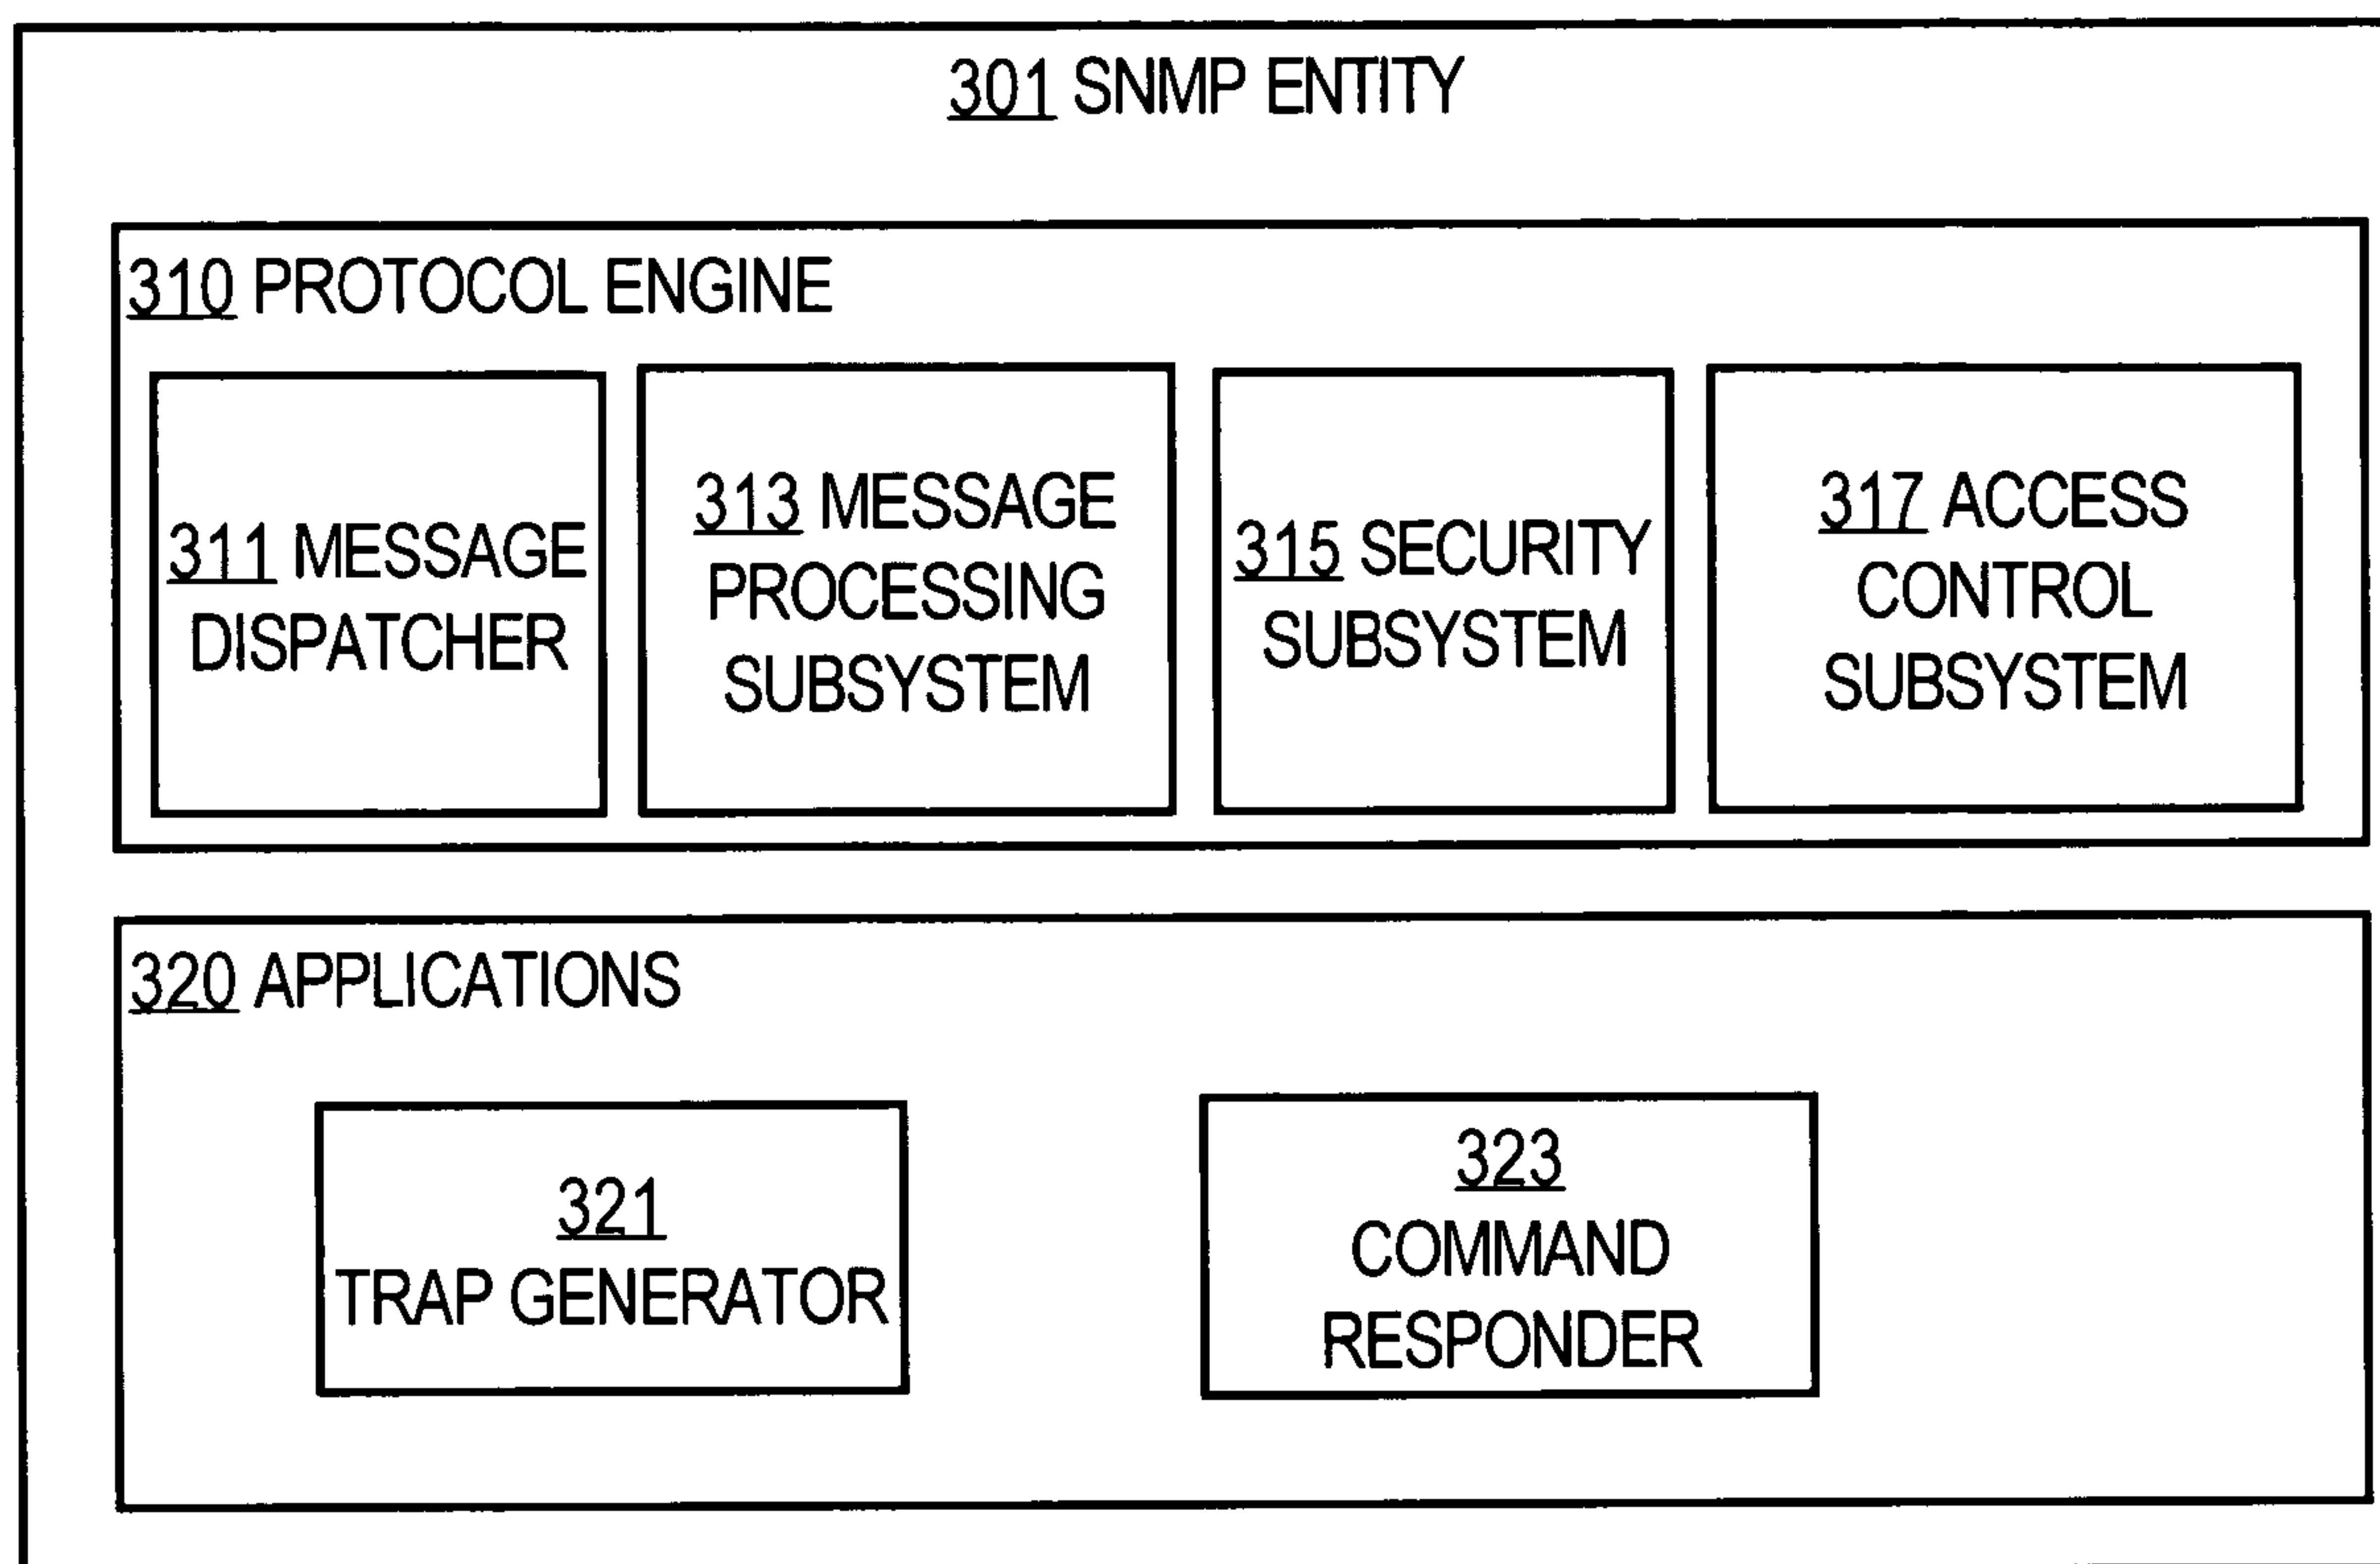 301 SNMP ENTITY
310 PROTOCOL ENGINE
311 MESSAGE
DISPATCHER
313 MESSAGE
PROCESSING
SUBSYSTEM
315 SECURITY
SUBSYSTEM
317 ACCESS
CONTROL
SUBSYSTEM
320 APPLICATIONS
321
TRAP GENERATOR
323
COMMAND
RESPONDER